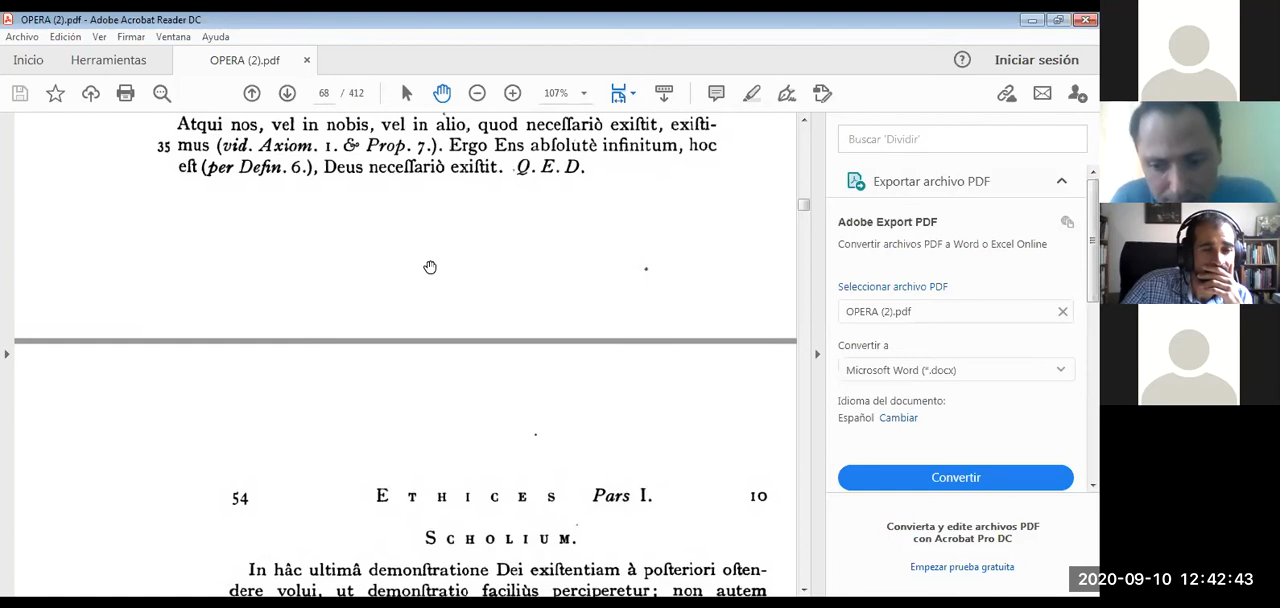 OPERA (2).pdf - Adobe Acrobat Reader DC
Archivo Edición Ver Firmar Ventana Ayuda
Inicio Herramientas OPERA (2).pdf × Iniciar sesión
68 / 412 107%
Atqui nos, vel in nobis, vel in alio, quod neceſſariò exiſtit, exiſti-
35 mus (vid. Axiom. 1. & Prop. 7.). Ergo Ens abſolutè infinitum, hoc
eſt (per Defin. 6.), Deus neceſſariò exiſtit. Q. E. D.
54 ETHICES Pars I. 10
SCHOLIUM.
In hâc ultimâ demonſtratione Dei exiſtentiam à poſteriori oſten-
dere volui, ut demonſtratio faciliùs perciperetur; non autem
Buscar 'Dividir'
Exportar archivo PDF
Adobe Export PDF
Convertir archivos PDF a Word o Excel Online
Seleccionar archivo PDF
OPERA (2).pdf
Convertir a
Microsoft Word (*.docx)
Idioma del documento:
Español Cambiar
Convertir
Convierta y edite archivos PDF
con Acrobat Pro DC
Empezar prueba gratuita
2020-09-10 12:42:43